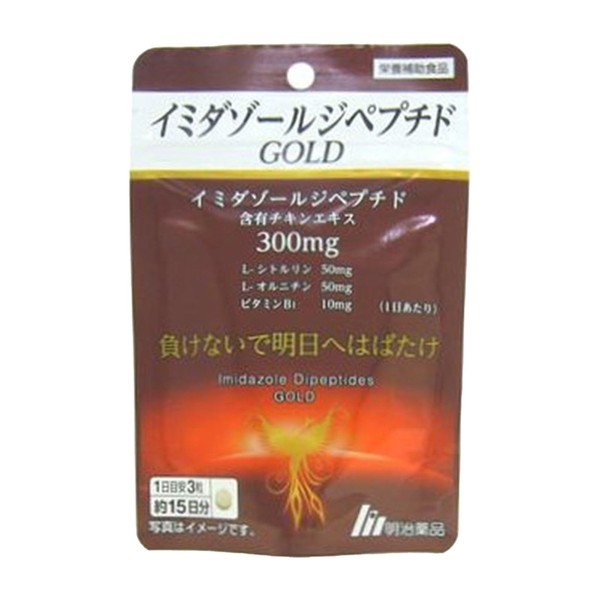 栄養補助食品
イミダゾールジペプチド
GOLD
イミダゾールジペプチド
含有チキンエキス
300mg
L-シトルリン 50mg
L-オルニチン 50mg
ビタミンB1 10mg (1日あたり)
負けないで明日へはばたけ
Imidazole Dipeptides
GOLD
1日目安3粒
約15日分
写真はイメージです。
明治薬品